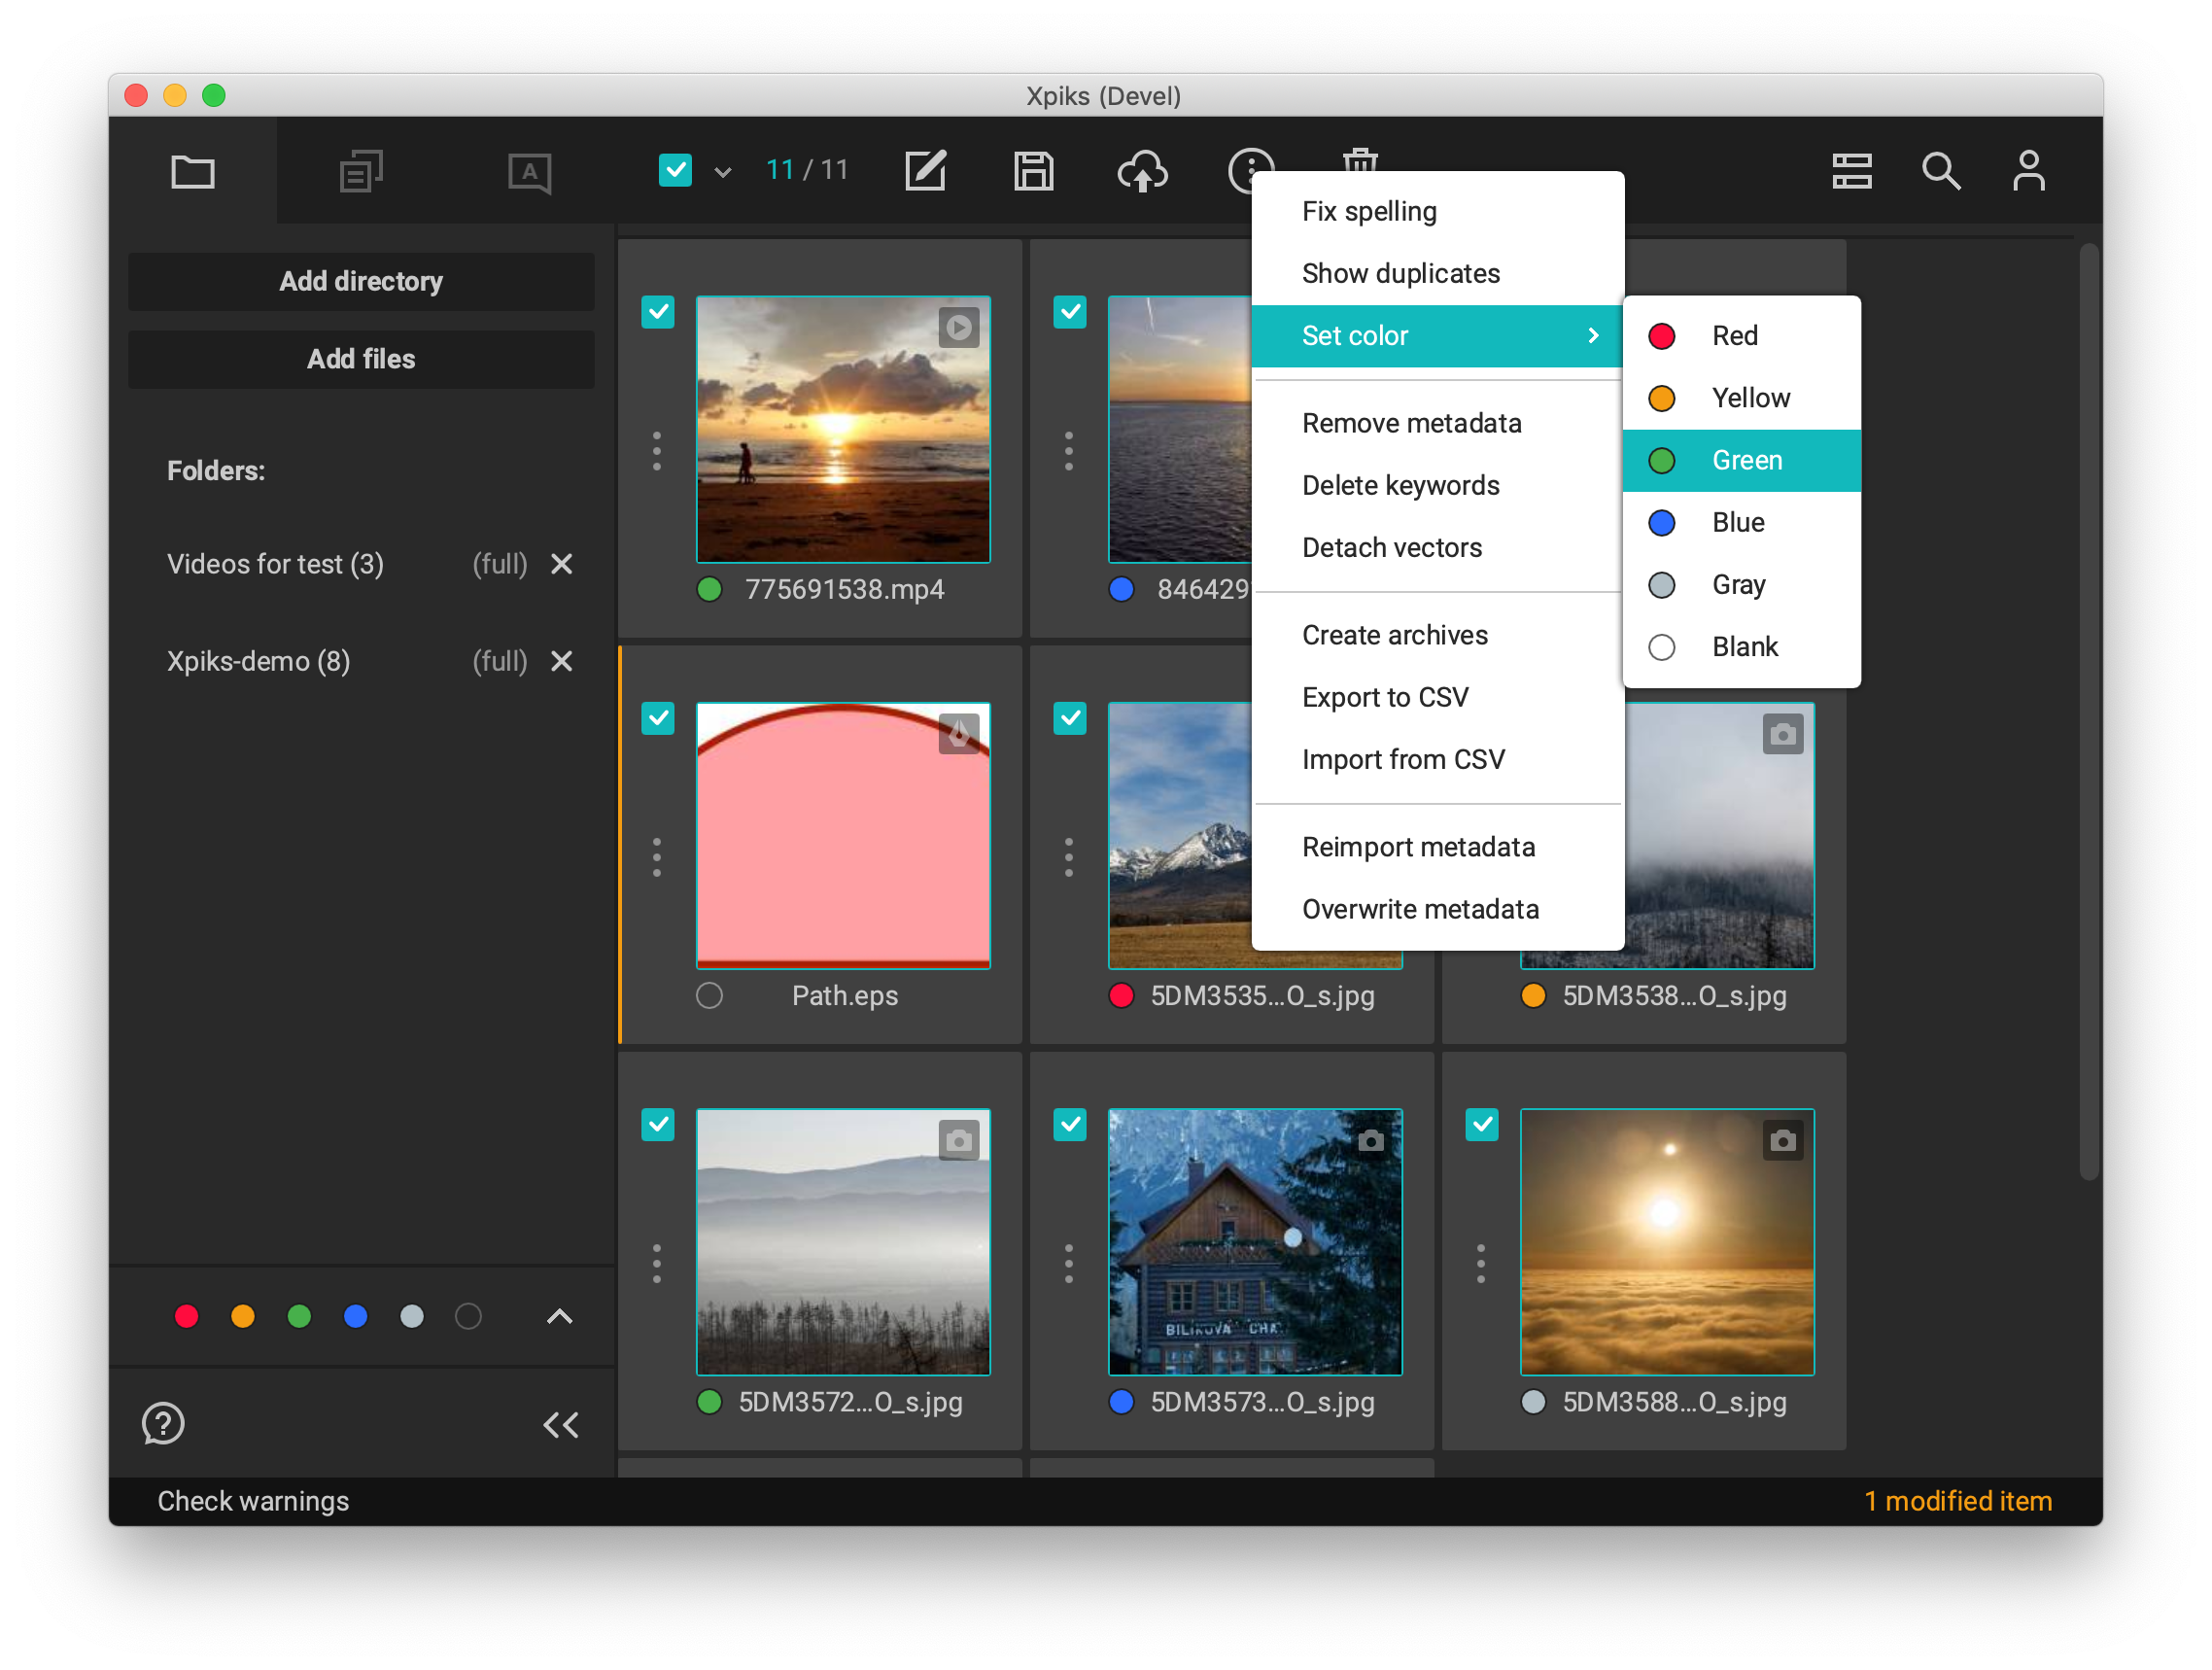 Xpiks (Devel)
A
11 / 11
Add directory
Add files
Folders:
Videos for test (3) (full)
Xpiks-demo (8) (full)
Fix spelling
Show duplicates
Set color
Remove metadata
Delete keywords
Detach vectors
Create archives
Export to CSV
Import from CSV
Reimport metadata
Overwrite metadata
Red
Yellow
Green
Blue
Gray
Blank
775691538.mp4
846429
Path.eps
5DM3535...O_s.jpg
5DM3538...O_s.jpg
BILIKOVA CHA
5DM3572...O_s.jpg
5DM3573...O_s.jpg
5DM3588...O_s.jpg
?
Check warnings
1 modified item